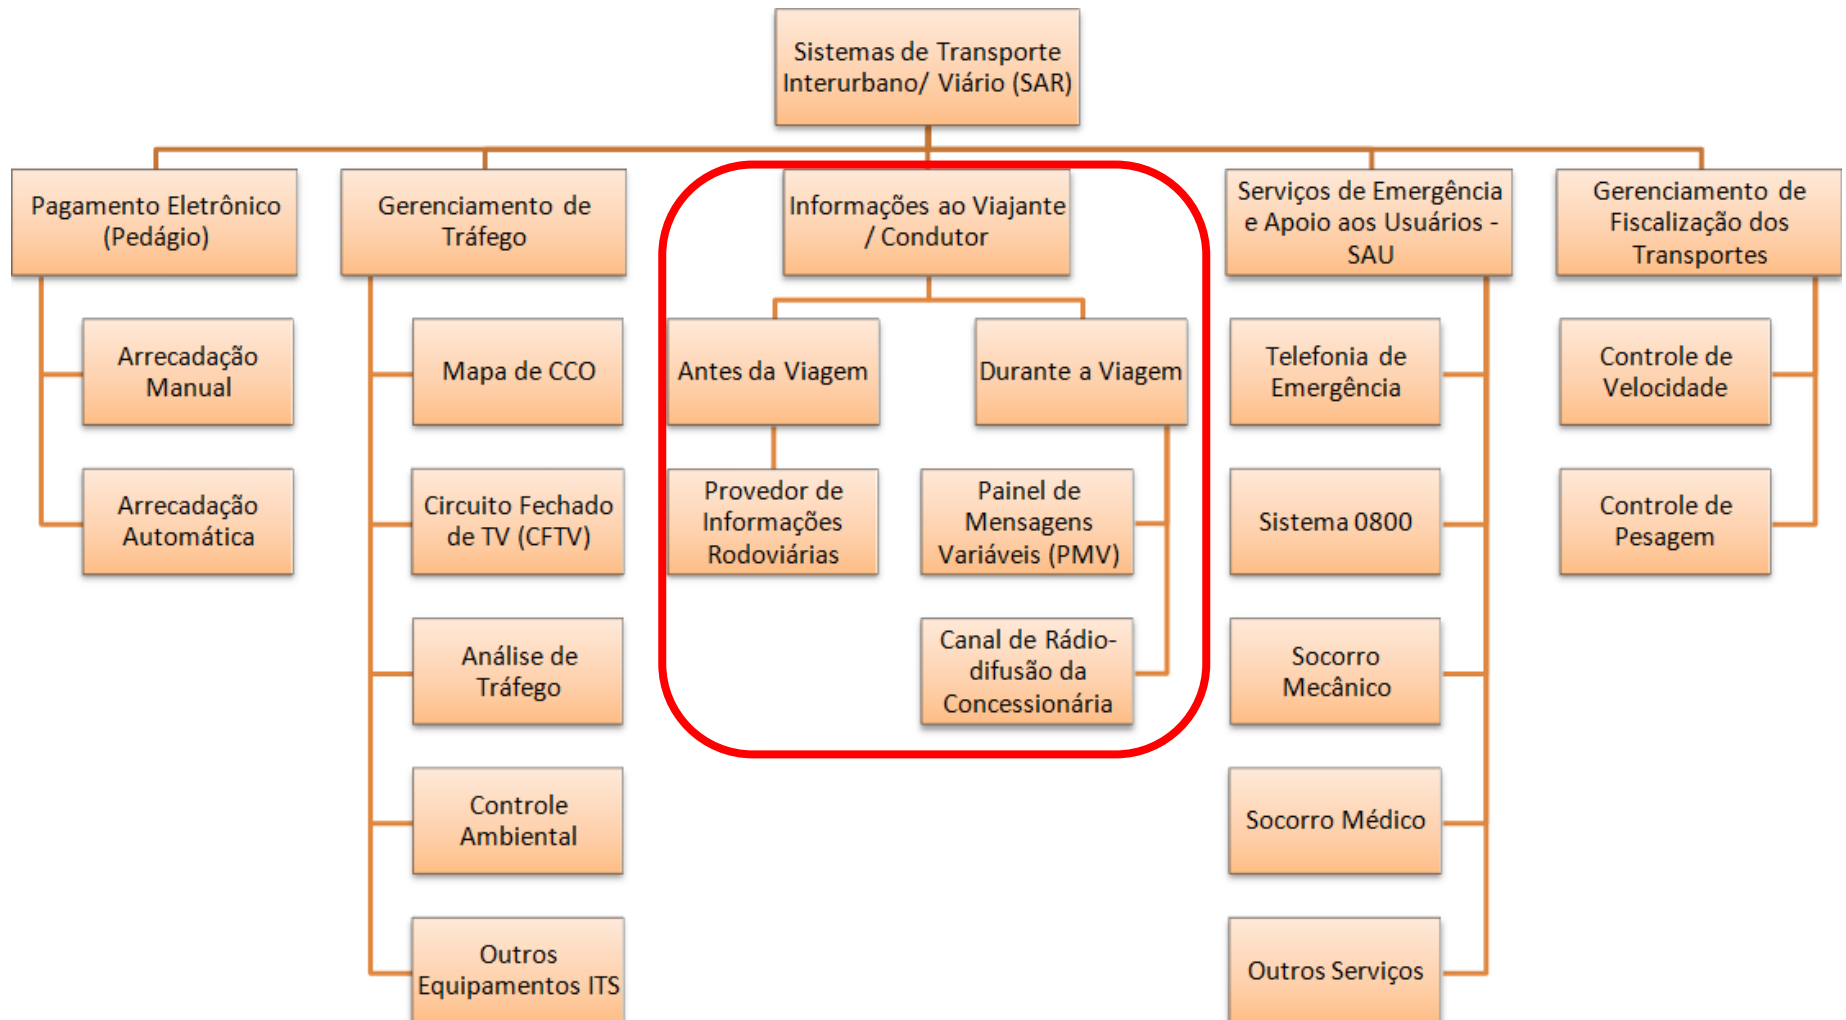 Sistemas de Transporte
Interurbano/ Viário (SAR)
Pagamento Eletrônico
(Pedágio)
Arrecadação
Manual
Arrecadação
Automática
Gerenciamento de
Tráfego
Mapa de CCO
Circuito Fechado
de TV (CFTV)
Análise de
Tráfego
Controle
Ambiental
Outros
Equipamentos ITS
Informações ao Viajante
/ Condutor
Antes da Viagem
Provedor de
Informações
Rodoviárias
Durante a Viagem
Painel de
Mensagens
Variáveis (PMV)
Canal de Rádio-
difusão da
Concessionária
Serviços de Emergência
e Apoio aos Usuários -
SAU
Telefonia de
Emergência
Sistema 0800
Socorro
Mecânico
Socorro Médico
Outros Serviços
Gerenciamento de
Fiscalização dos
Transportes
Controle de
Velocidade
Controle de
Pesagem